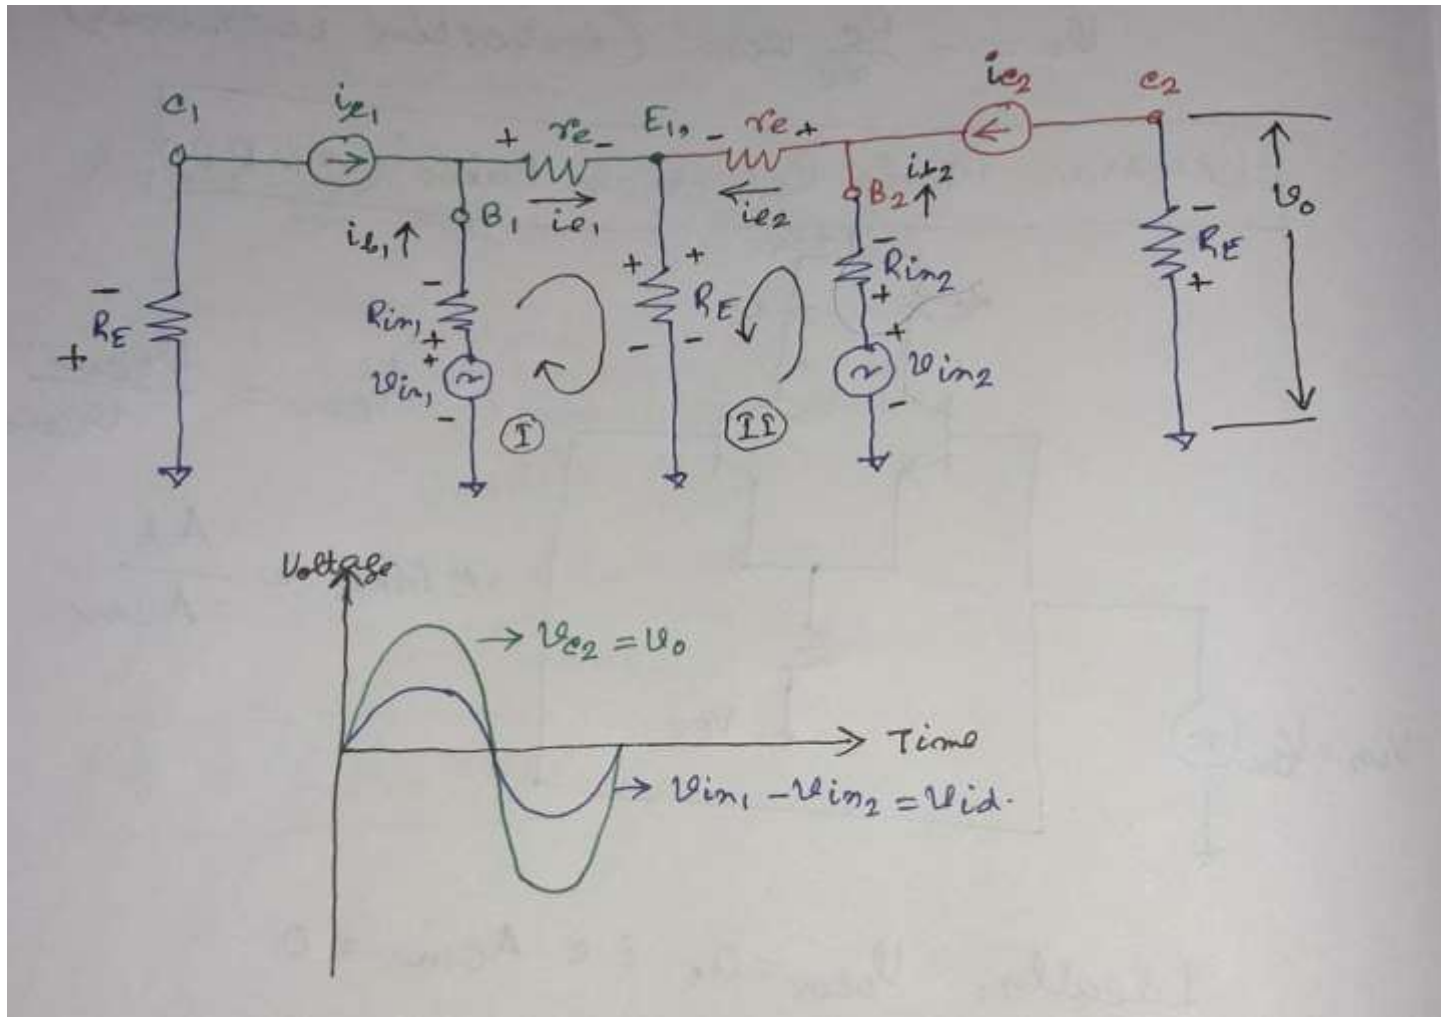 C₁
ie₁
+ re -
E₁,
- re +
ic₂
C₂
B₁
ie₁
ie₂
B₂
ib₂
ib₁
- Rin₁ +
+ Vin₁ -
- RE +
+ RE -
+ -
- Rin₂ +
+ Vin₂ -
- RE +
Vo
I
II
Voltage
Vc₂ = Vo
Time
Vin₁ - Vin₂ = Vid.